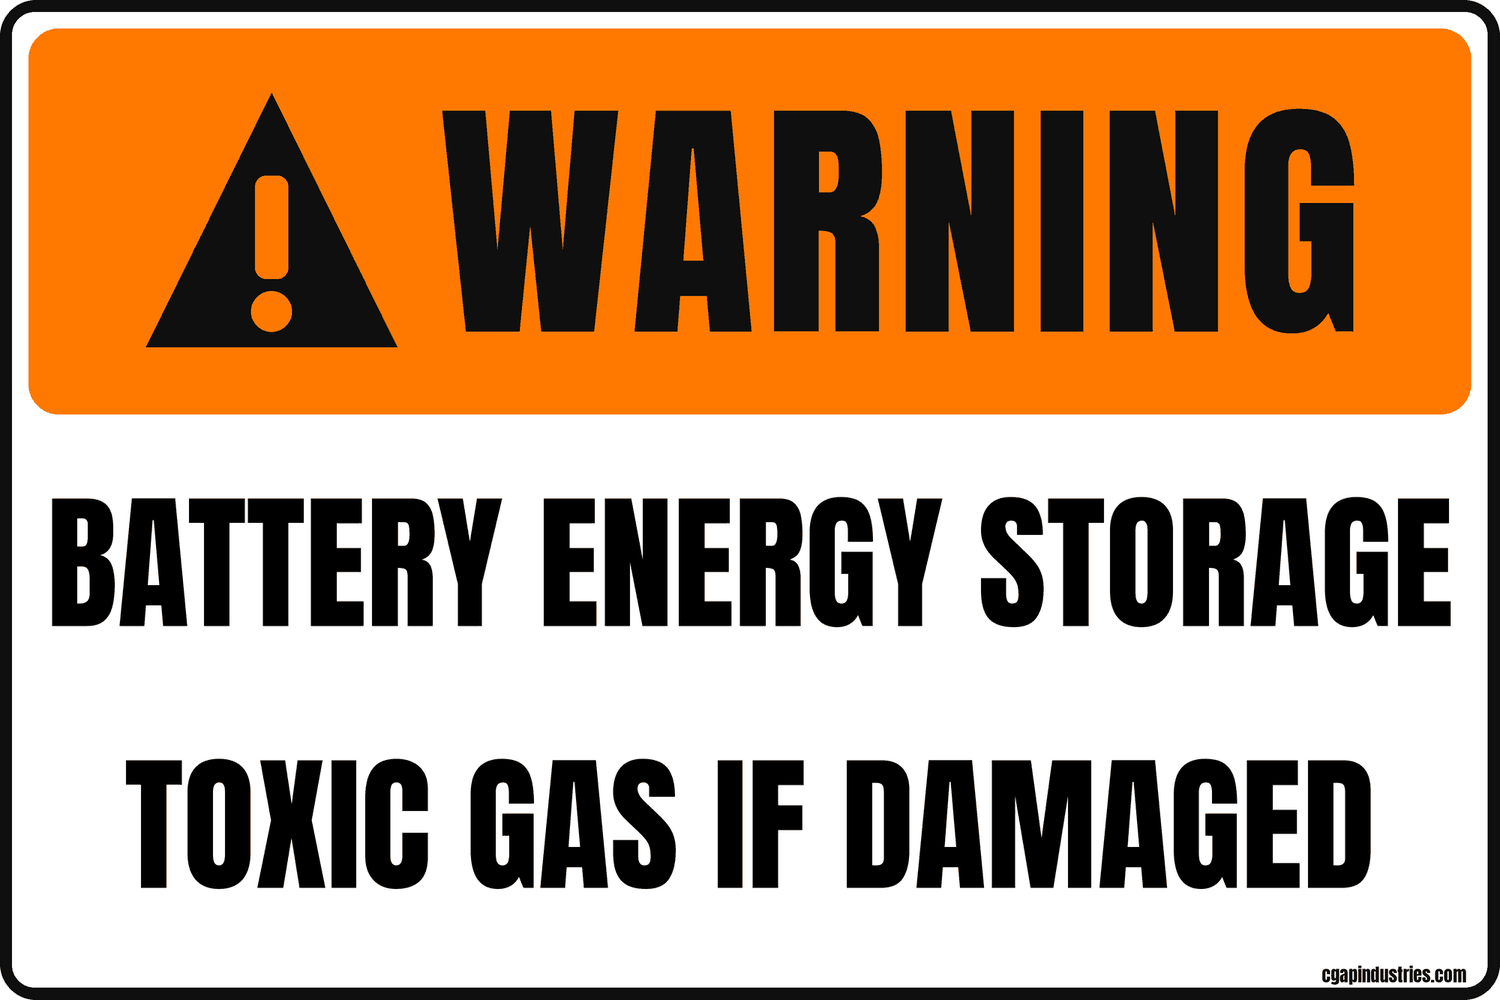 WARNING
BATTERY ENERGY STORAGE
TOXIC GAS IF DAMAGED
cgapindustries.com